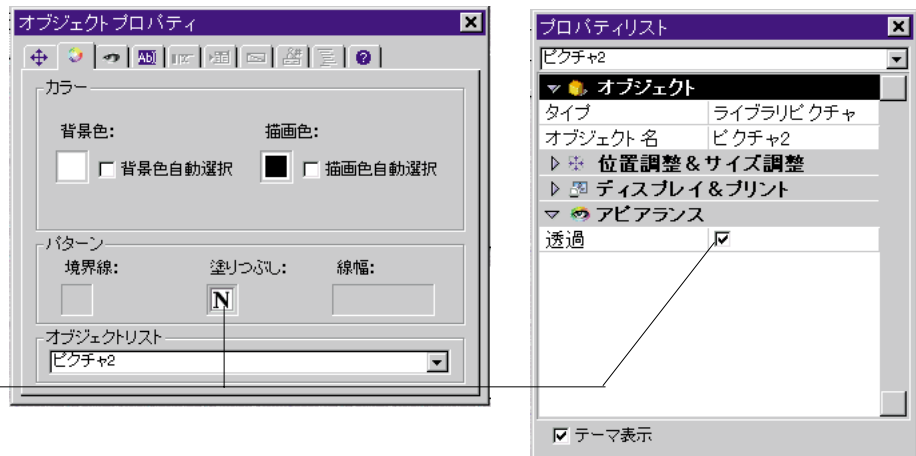 オブジェクトプロパティ
カラー
背景色:
描画色:
背景色自動選択
描画色自動選択
パターン
境界線:
塗りつぶし:
線幅:
N
オブジェクトリスト
ピクチャ2
プロパティリスト
ピクチャ2
オブジェクト
タイプ ライブラリピクチャ
オブジェクト名 ピクチャ2
位置調整&サイズ調整
ディスプレイ&プリント
アピアランス
透過
テーマ表示